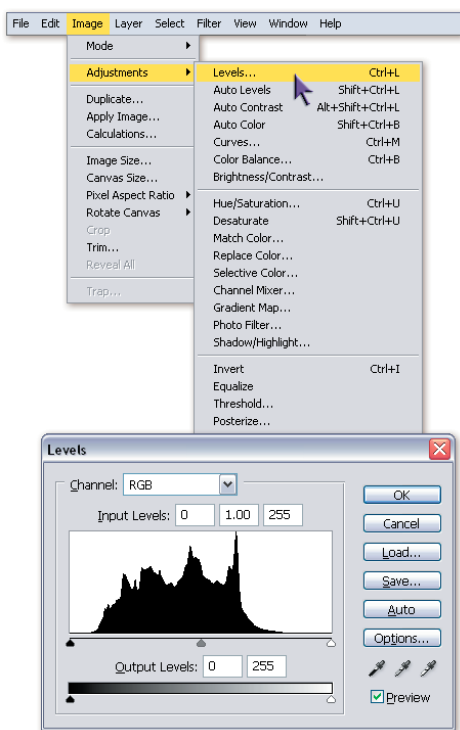 File Edit Image Layer Select Filter View Window Help
Mode
Adjustments
Duplicate...
Apply Image...
Calculations...
Image Size...
Canvas Size...
Pixel Aspect Ratio
Rotate Canvas
Crop
Trim...
Reveal All
Trap...
Levels... Ctrl+L
Auto Levels Shift+Ctrl+L
Auto Contrast Alt+Shift+Ctrl+L
Auto Color Shift+Ctrl+B
Curves... Ctrl+M
Color Balance... Ctrl+B
Brightness/Contrast...
Hue/Saturation... Ctrl+U
Desaturate Shift+Ctrl+U
Match Color...
Replace Color...
Selective Color...
Channel Mixer...
Gradient Map...
Photo Filter...
Shadow/Highlight...
Invert Ctrl+I
Equalize
Threshold...
Posterize...
Levels
Channel: RGB
Input Levels: 0 1.00 255
Output Levels: 0 255
OK
Cancel
Load...
Save...
Auto
Options...
Preview